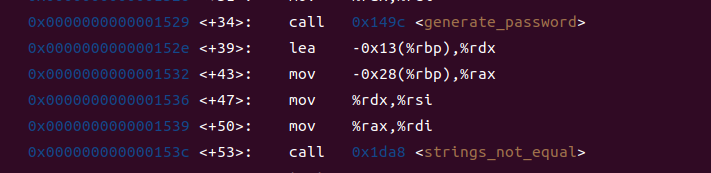 0x0000000000001529 <+34>: call 0x149c <generate_password>
0x000000000000152e <+39>: lea -0x13(%rbp),%rdx
0x0000000000001532 <+43>: mov -0x28(%rbp),%rax
0x0000000000001536 <+47>: mov %rdx,%rsi
0x0000000000001539 <+50>: mov %rax,%rdi
0x000000000000153c <+53>: call 0x1da8 <strings_not_equal>